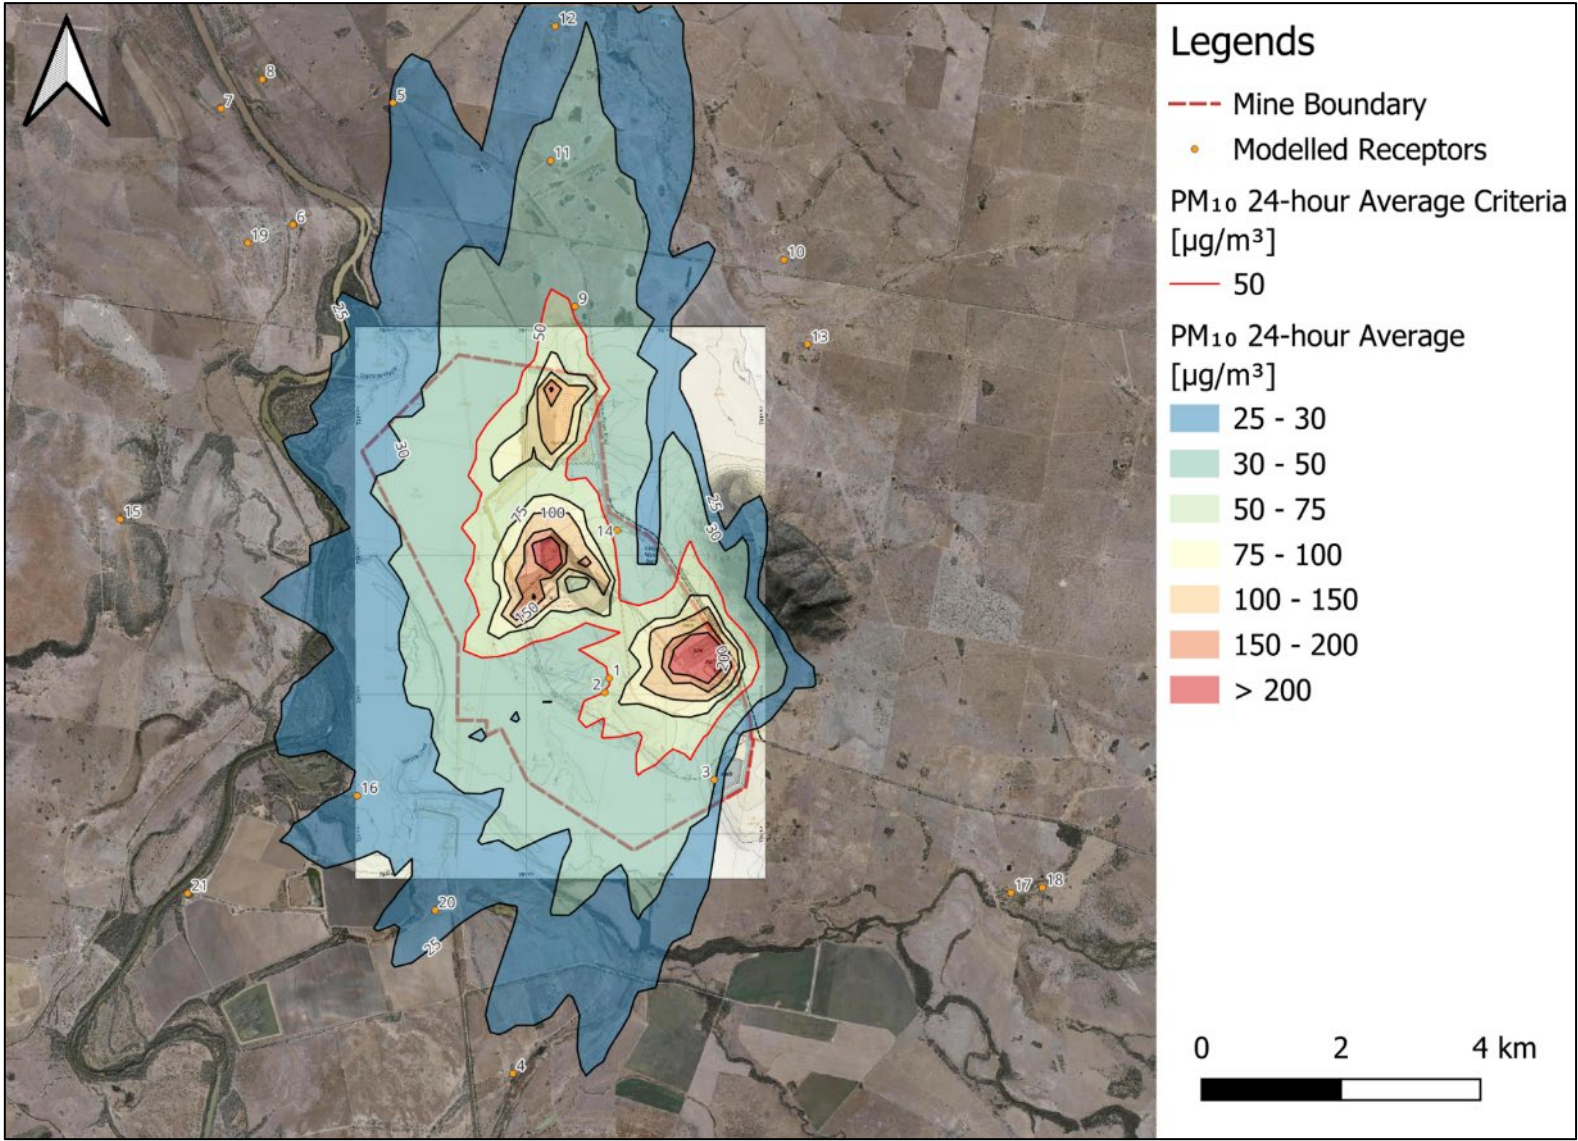 12
8
5
7
11
6
19
10
25
9
50
13
30
15
75
100
14
25
30
150
200
1
2
3
16
21
20
25
17
18
4
Legends
Mine Boundary
Modelled Receptors
PM₁₀ 24-hour Average Criteria
[µg/m³]
50
PM₁₀ 24-hour Average
[µg/m³]
25 - 30
30 - 50
50 - 75
75 - 100
100 - 150
150 - 200
> 200
0 2 4 km